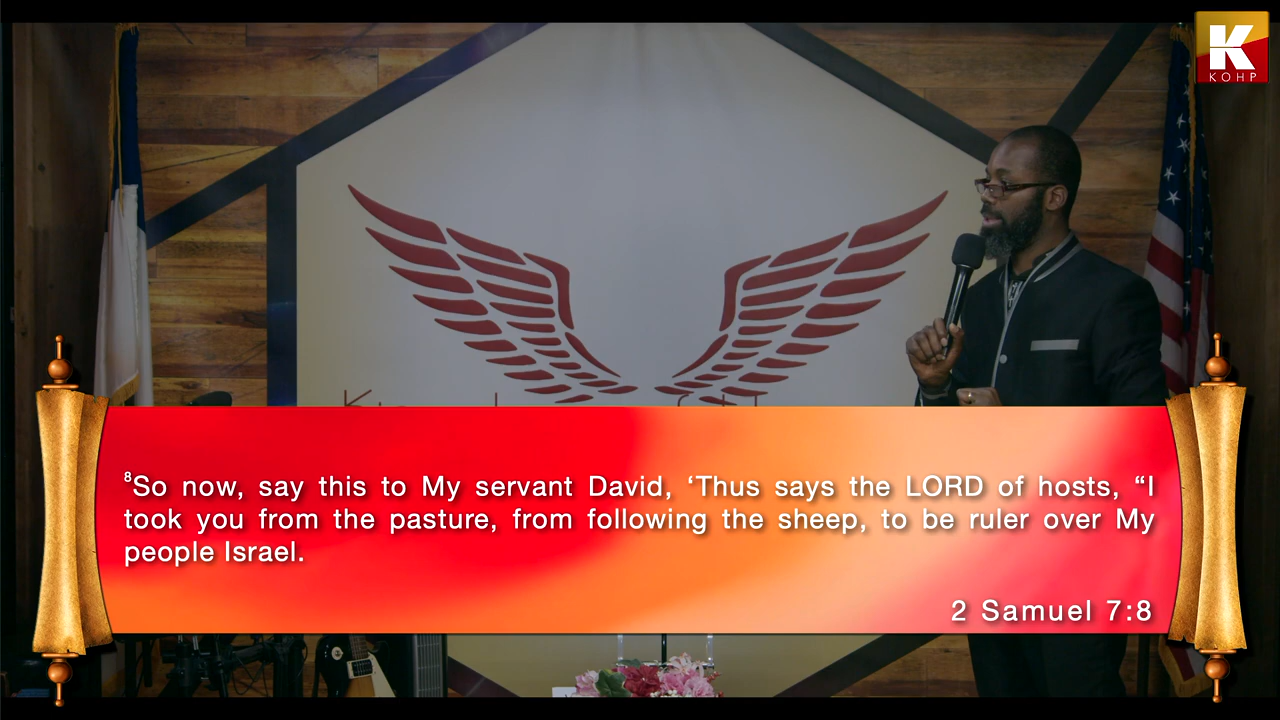 K
KOHP
⁸So now, say this to My servant David, ‘Thus says the LORD of hosts, “I
took you from the pasture, from following the sheep, to be ruler over My
people Israel.
2 Samuel 7:8